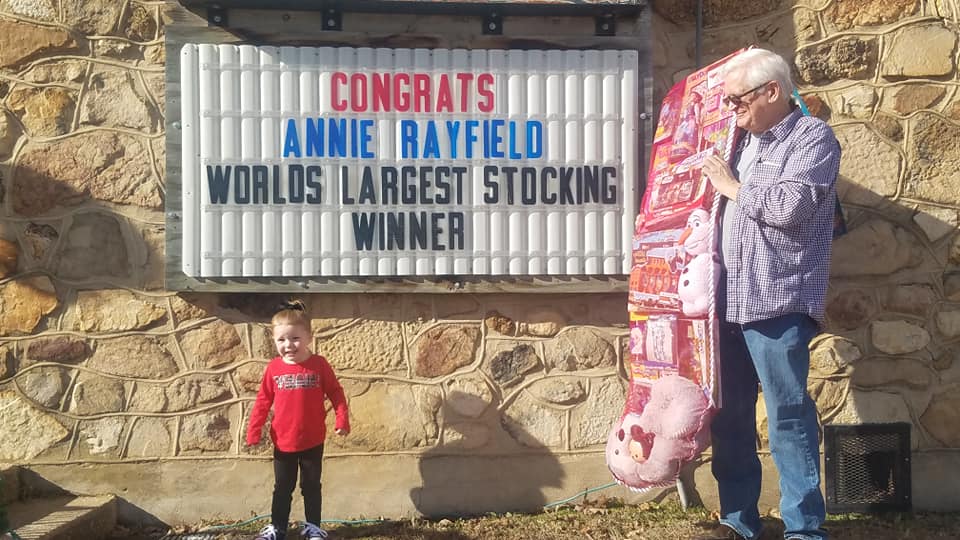 CONGRATS
ANNIE RAYFIELD
WORLDS LARGEST STOCKING
WINNER